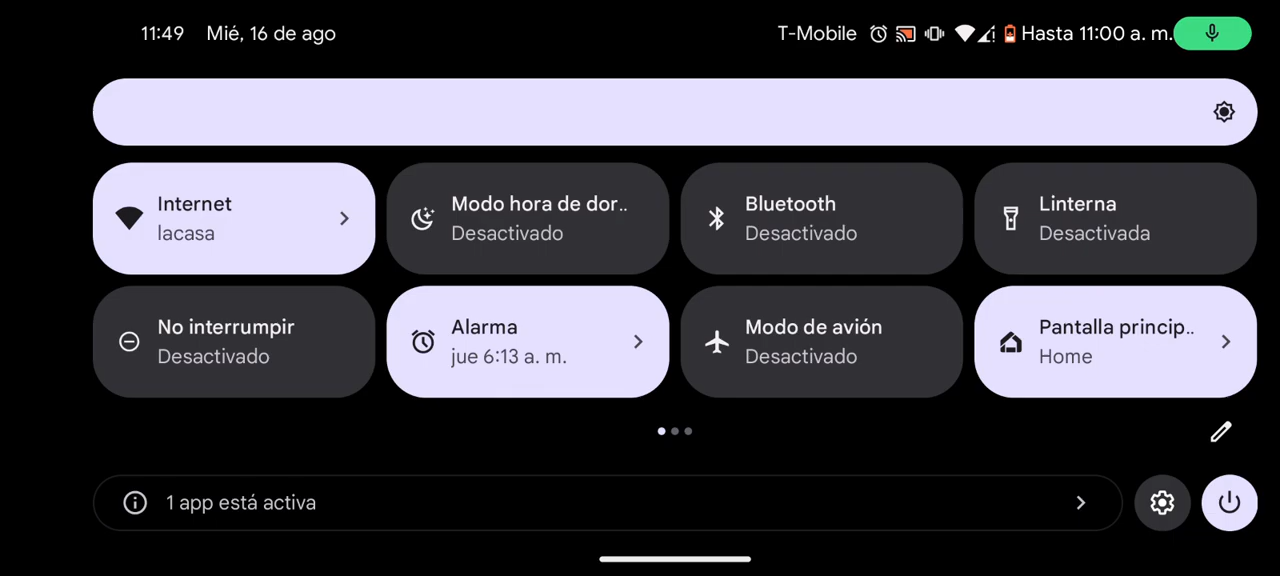 11:49 Mié, 16 de ago
T-Mobile Hasta 11:00 a. m.
Internet
lacasa
Modo hora de dor..
Desactivado
Bluetooth
Desactivado
Linterna
Desactivada
No interrumpir
Desactivado
Alarma
jue 6:13 a. m.
Modo de avión
Desactivado
Pantalla princip..
Home
1 app está activa